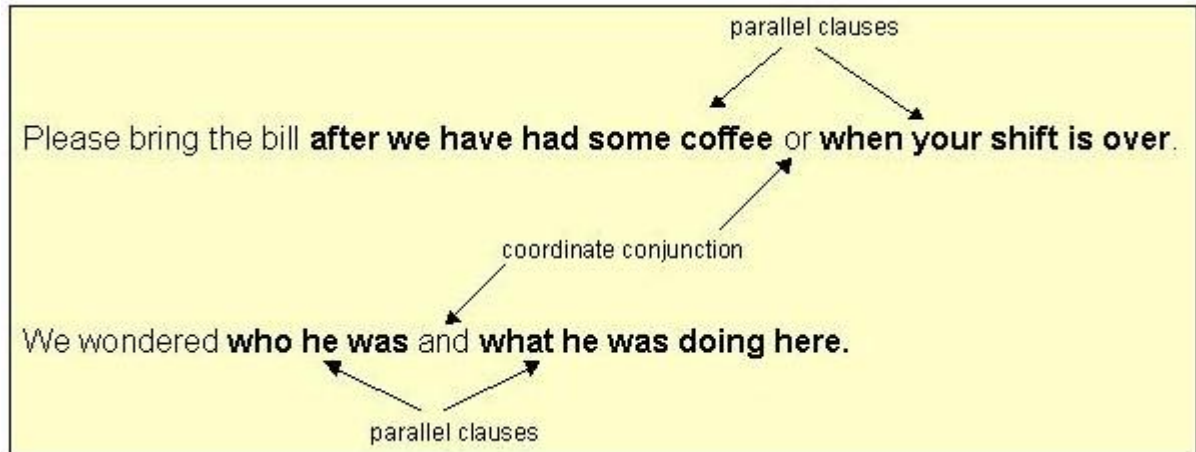 parallel clauses
Please bring the bill after we have had some coffee or when your shift is over.
coordinate conjunction
We wondered who he was and what he was doing here.
parallel clauses